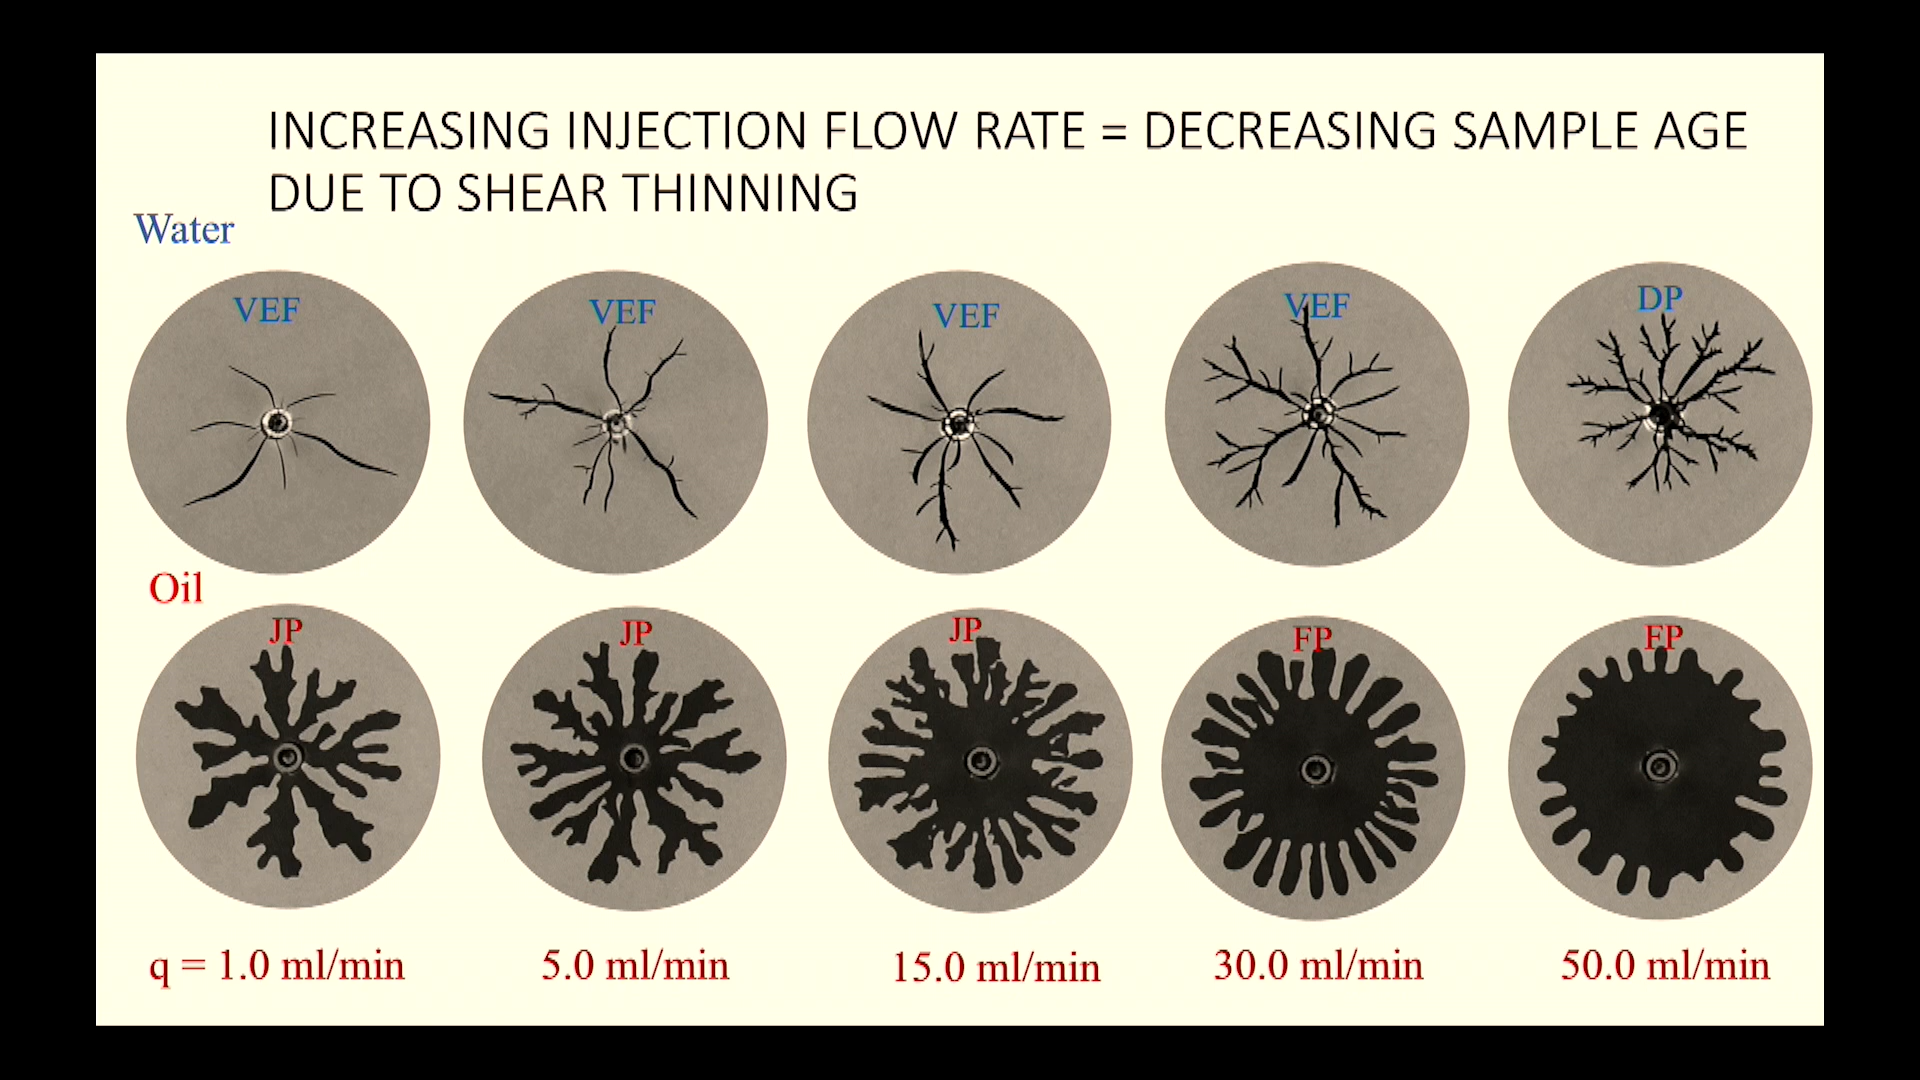 INCREASING INJECTION FLOW RATE = DECREASING SAMPLE AGE
DUE TO SHEAR THINNING
Water
VEF
VEF
VEF
VEF
DP
Oil
JP
JP
JP
FP
FP
q = 1.0 ml/min
5.0 ml/min
15.0 ml/min
30.0 ml/min
50.0 ml/min